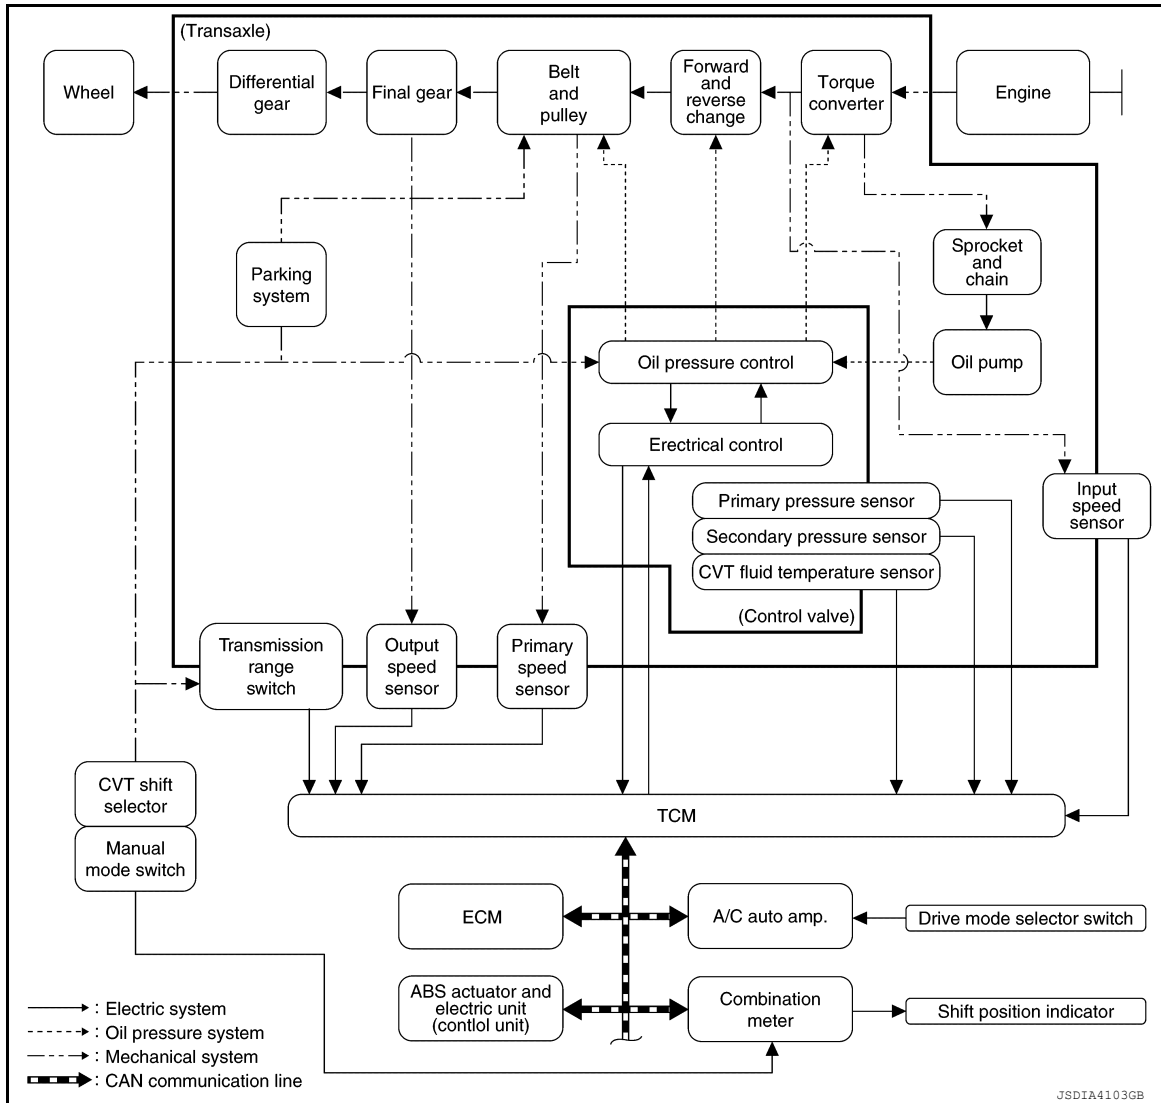 (Transaxle)
Wheel
Differential
gear
Final gear
Belt
and
pulley
Forward
and
reverse
change
Torque
converter
Engine
Parking
system
Sprocket
and
chain
Oil pressure control
Oil pump
Erectrical control
Primary pressure sensor
Secondary pressure sensor
CVT fluid temperature sensor
Input
speed
sensor
(Control valve)
Transmission
range
switch
Output
speed
sensor
Primary
speed
sensor
CVT shift
selector
Manual
mode switch
TCM
ECM
A/C auto amp.
Drive mode selector switch
ABS actuator and
electric unit
(contlol unit)
Combination
meter
Shift position indicator
: Electric system
: Oil pressure system
: Mechanical system
: CAN communication line
JSDIA4103GB